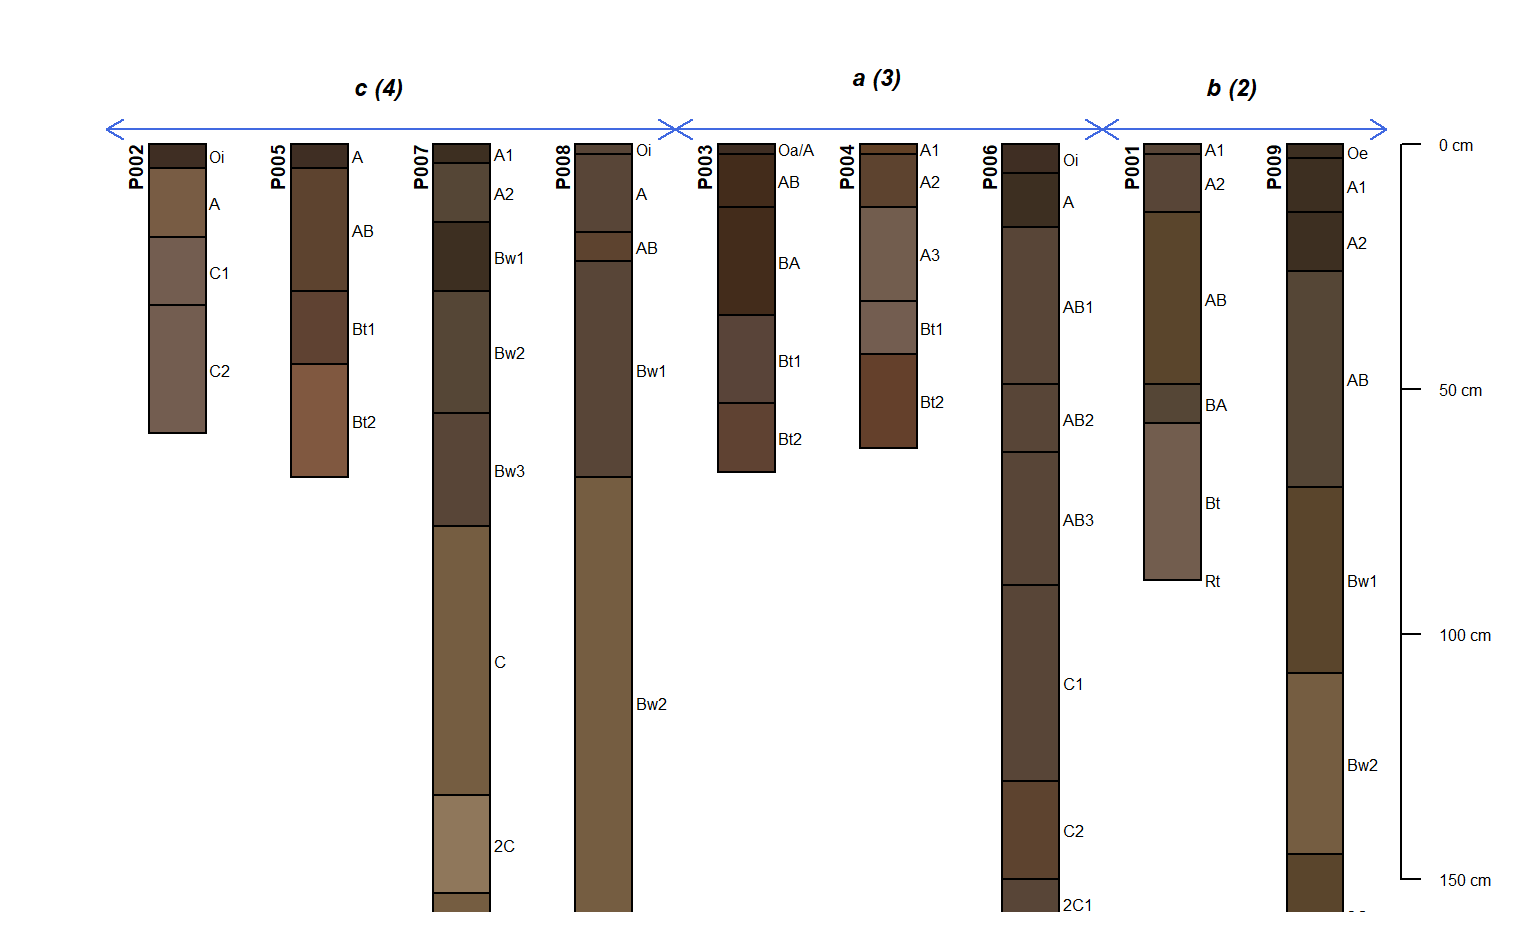 c (4)
a (3)
b (2)
P002
Oi
A
C1
C2
P005
A
AB
Bt1
Bt2
P007
A1
A2
Bw1
Bw2
Bw3
C
2C
P008
Oi
A
AB
Bw1
Bw2
P003
Oa/A
AB
BA
Bt1
Bt2
P004
A1
A2
A3
Bt1
Bt2
P006
Oi
A
AB1
AB2
AB3
C1
C2
2C1
P001
A1
A2
AB
BA
Bt
Rt
P009
Oe
A1
A2
AB
Bw1
Bw2
0 cm
50 cm
100 cm
150 cm